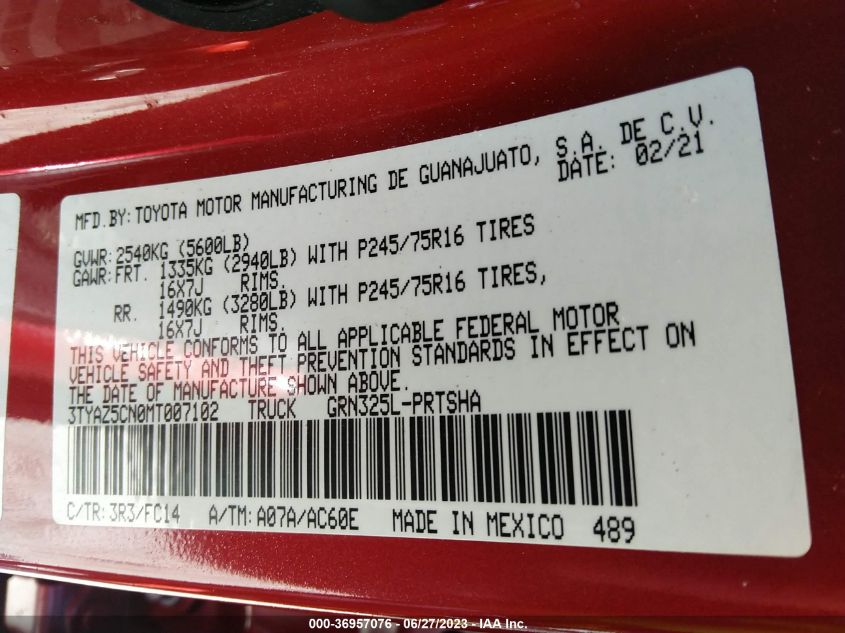 MFD.BY:TOYOTA MOTOR MANUFACTURING DE GUANAJUATO, S.A. DE C.V.
DATE: 02/21
GVWR:2540KG (5600LB)
GAWR:FRT. 1335KG (2940LB) WITH P245/75R16 TIRES
16X7J RIMS.
RR. 1490KG (3280LB) WITH P245/75R16 TIRES,
16X7J RIMS.
THIS VEHICLE CONFORMS TO ALL APPLICABLE FEDERAL MOTOR
VEHICLE SAFETY AND THEFT PREVENTION STANDARDS IN EFFECT ON
THE DATE OF MANUFACTURE SHOWN ABOVE.
3TYAZ5CN0MT007102 TRUCK GRN325L-PRTSHA
C/TR:3R3/FC14 A/TM:A07A/AC60E MADE IN MEXICO 489
000-36957076 - 06/27/2023 - IAA Inc.